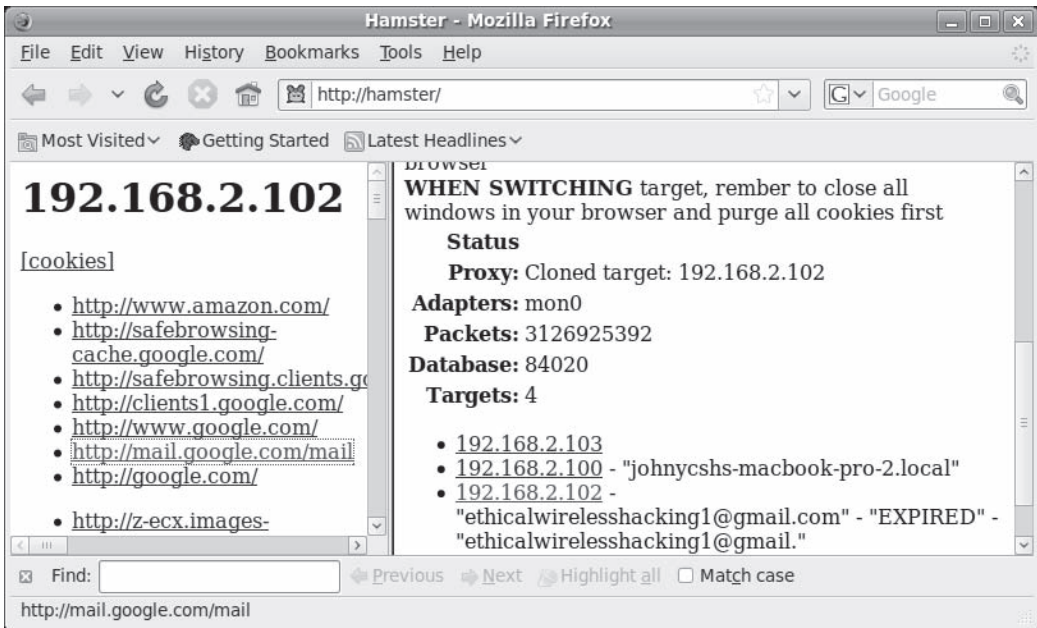 Hamster - Mozilla Firefox
File Edit View History Bookmarks Tools Help
http://hamster/
G Google
Most Visited Getting Started Latest Headlines
192.168.2.102
[cookies]
http://www.amazon.com/
http://safebrowsing-
cache.google.com/
http://safebrowsing.clients.go
http://clients1.google.com/
http://www.google.com/
http://mail.google.com/mail
http://google.com/
http://z-ecx.images-
browser
WHEN SWITCHING target, rember to close all
windows in your browser and purge all cookies first
Status
Proxy: Cloned target: 192.168.2.102
Adapters: mon0
Packets: 3126925392
Database: 84020
Targets: 4
192.168.2.103
192.168.2.100 - "johnycshs-macbook-pro-2.local"
192.168.2.102 -
"ethicalwirelesshacking1@gmail.com" - "EXPIRED" -
"ethicalwirelesshacking1@gmail."
Find: Previous Next Highlight all Match case
http://mail.google.com/mail